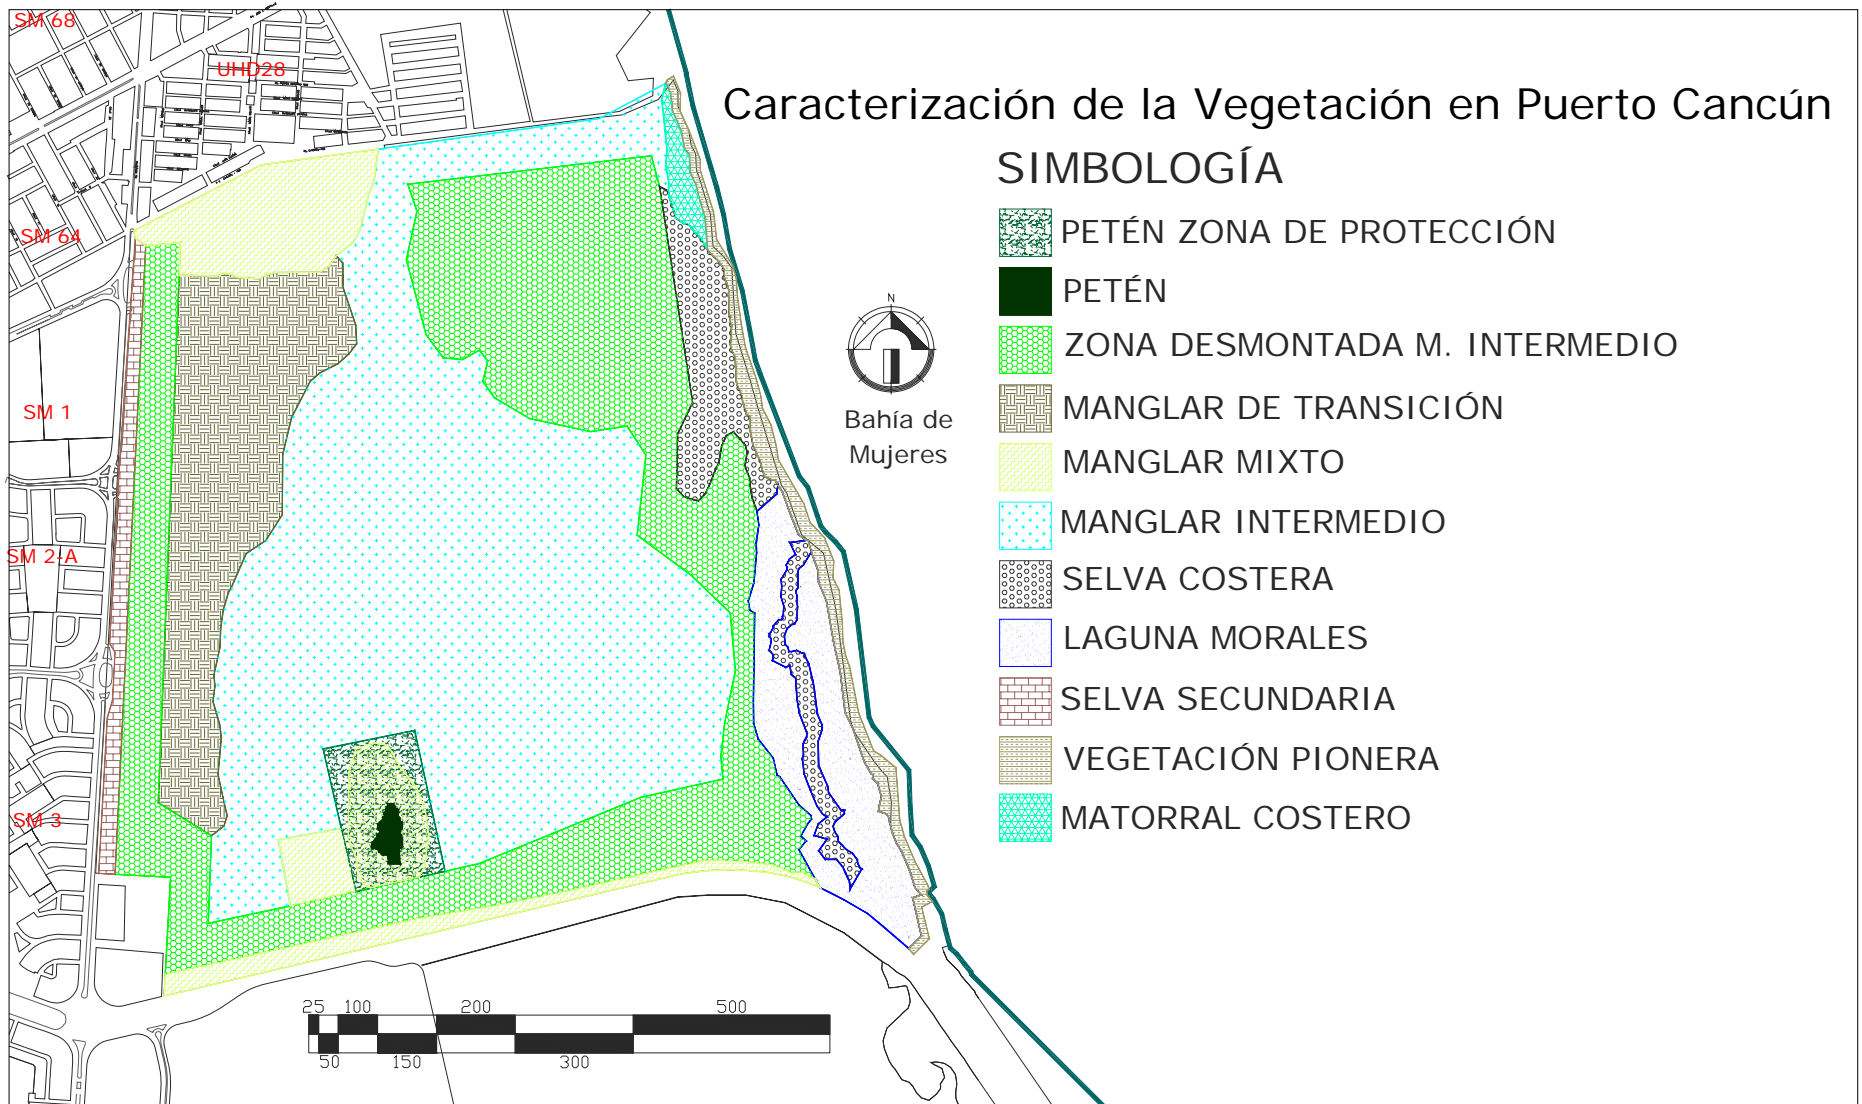 SM 68
UHD28
Caracterización de la Vegetación en Puerto Cancún
SIMBOLOGÍA
PETÉN ZONA DE PROTECCIÓN
SM 64
PETÉN
N
ZONA DESMONTADA M. INTERMEDIO
SM 1
MANGLAR DE TRANSICIÓN
Bahía de
Mujeres
MANGLAR MIXTO
MANGLAR INTERMEDIO
SM 2-A
SELVA COSTERA
LAGUNA MORALES
SELVA SECUNDARIA
VEGETACIÓN PIONERA
SM 3
MATORRAL COSTERO
25 100 200 500
50 150 300